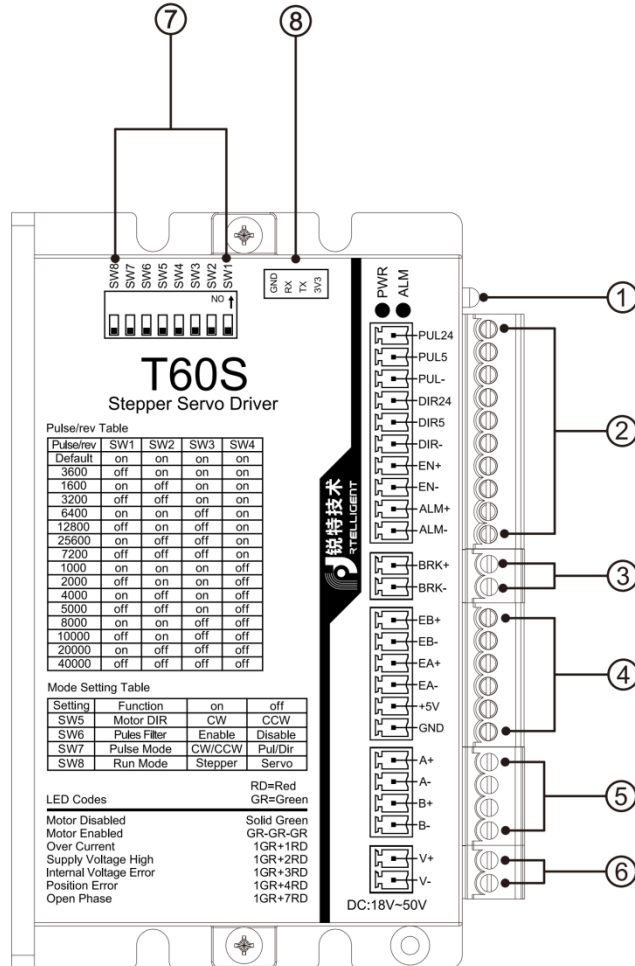 ⑦
⑧
SW8
SW7
SW6
SW5
SW4
SW3
SW2
SW1
NO ↑
GND
RX
TX
3V3
PWR
ALM
①
T60S
Stepper Servo Driver
Pulse/rev Table
Pulse/rev SW1 SW2 SW3 SW4
Default on on on on
3600 off on on on
1600 on off on on
3200 off off on on
6400 on on off on
12800 off on off on
25600 on off off on
7200 off off off on
1000 on on on off
2000 off on on off
4000 on off on off
5000 off off on off
8000 on on off off
10000 off on off off
20000 on off off off
40000 off off off off
Mode Setting Table
Setting Function on off
SW5 Motor DIR CW CCW
SW6 Pules Filter Enable Disable
SW7 Pulse Mode CW/CCW Pul/Dir
SW8 Run Mode Stepper Servo
RD=Red
LED Codes GR=Green
Motor Disabled Solid Green
Motor Enabled GR-GR-GR
Over Current 1GR+1RD
Supply Voltage High 1GR+2RD
Internal Voltage Error 1GR+3RD
Position Error 1GR+4RD
Open Phase 1GR+7RD
锐特技术
RTELLIGENT
PUL24
PUL5
PUL-
DIR24
DIR5
DIR-
EN+
EN-
ALM+
ALM-
②
BRK+
BRK-
③
EB+
EB-
EA+
EA-
+5V
GND
④
A+
A-
B+
B-
⑤
V+
V-
⑥
DC:18V~50V